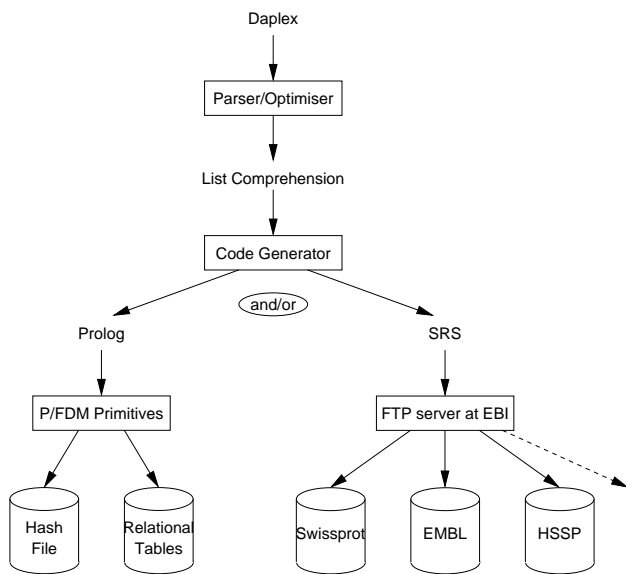 Daplex
Parser/Optimiser
List Comprehension
Code Generator
and/or
Prolog
SRS
P/FDM Primitives
FTP server at EBI
Hash
File
Relational
Tables
Swissprot
EMBL
HSSP